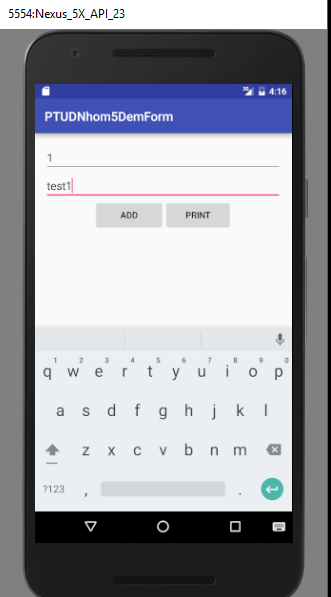 5554:Nexus_5X_API_23
3G 4:16
PTUDNhom5DemForm
1
test1
ADD PRINT
1 2 3 4 5 6 7 8 9 0
q w e r t y u i o p
a s d f g h j k l
z x c v b n m
?123 , .